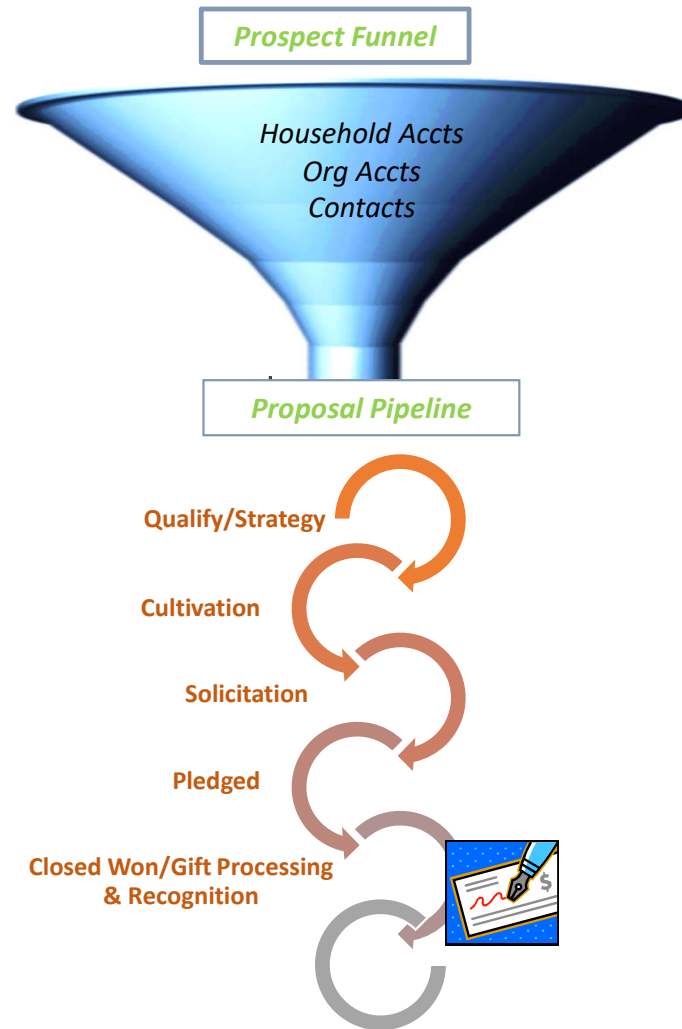 Prospect Funnel
Household Accts
Org Accts
Contacts
Proposal Pipeline
Qualify/Strategy
Cultivation
Solicitation
Pledged
Closed Won/Gift Processing
& Recognition
$